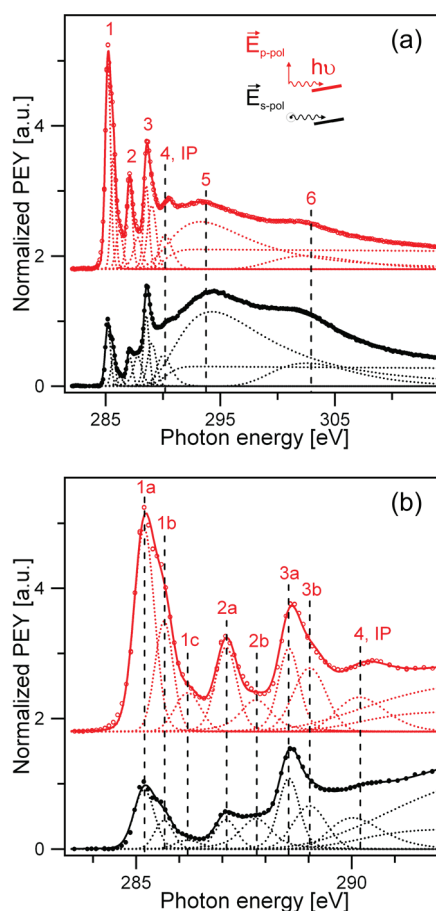 (a)
1
E p-pol
hυ
E s-pol
3
2
4, IP
5
6
4
2
0
Normalized PEY [a.u.]
285
295
305
Photon energy [eV]
(b)
1a
1b
3a
2a
3b
1c
2b
4, IP
4
2
0
Normalized PEY [a.u.]
285
290
Photon energy [eV]